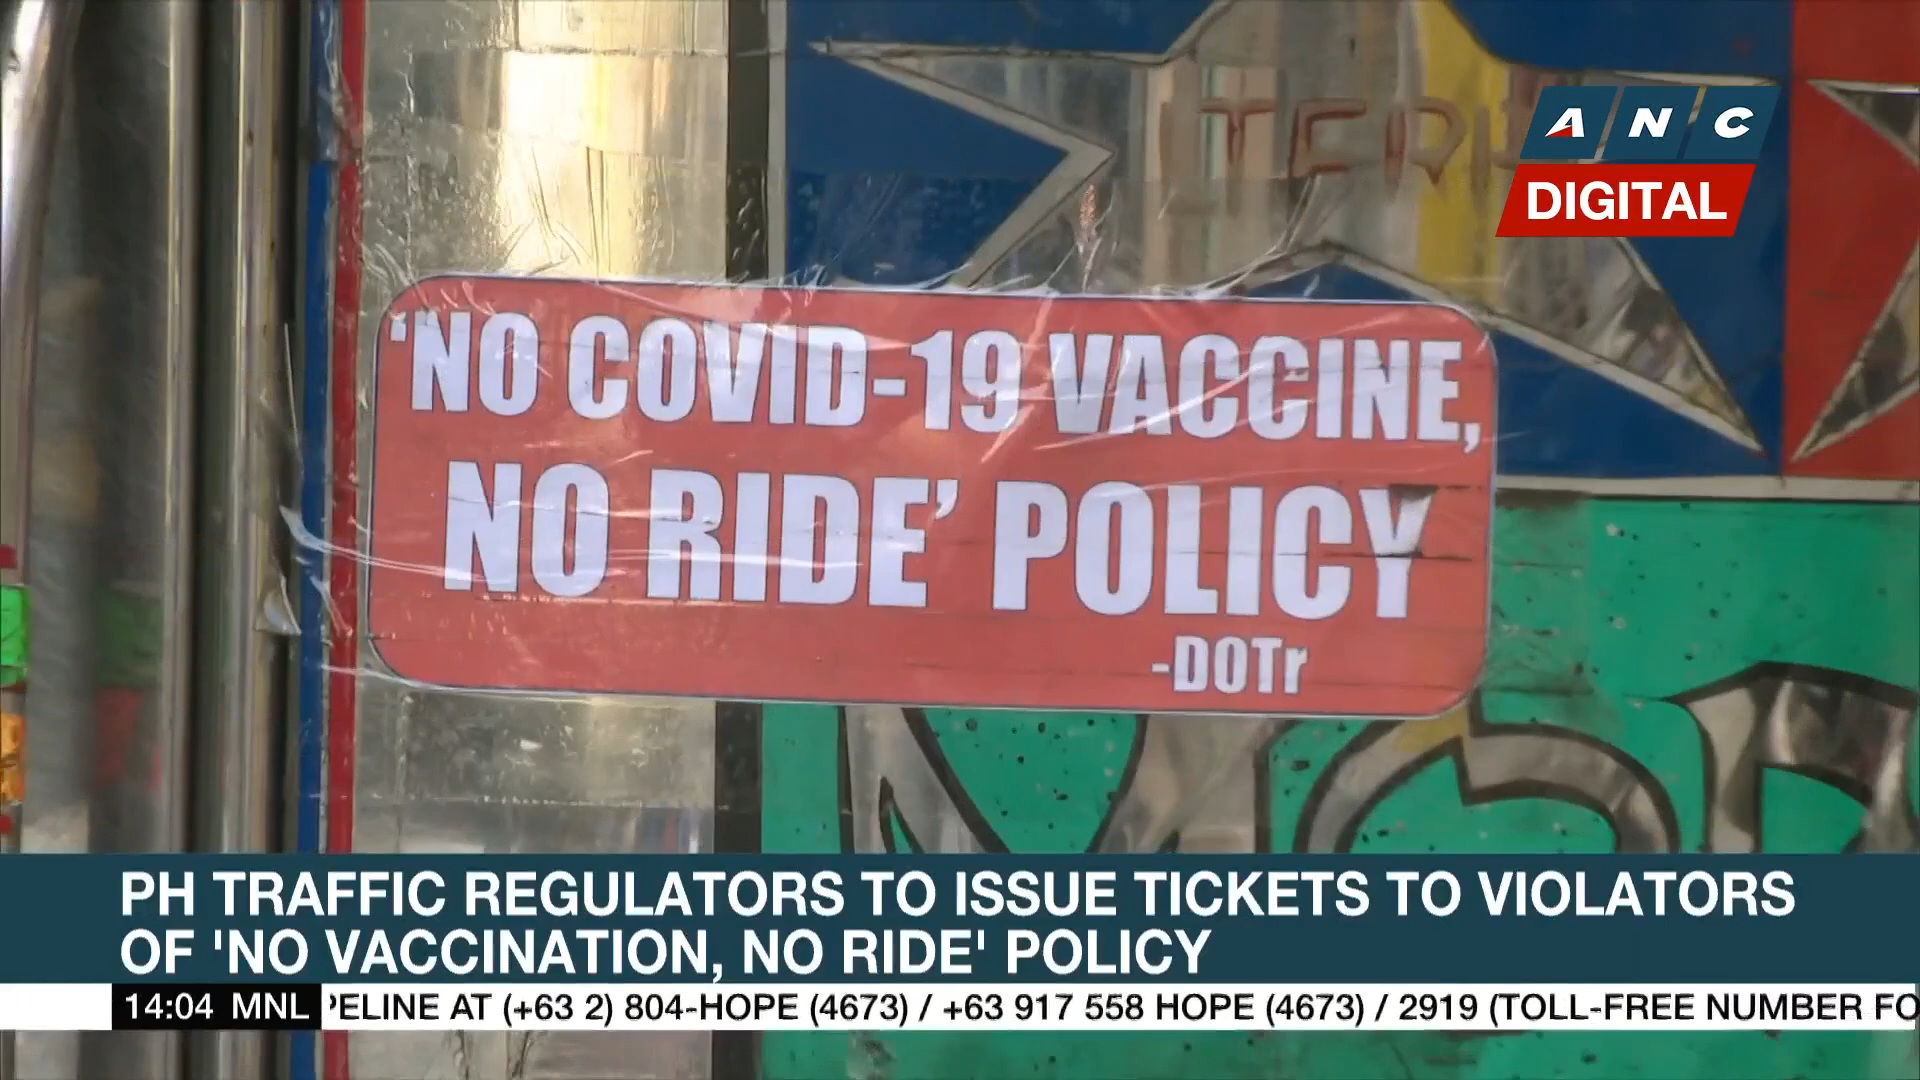 A N C
DIGITAL
'NO COVID-19 VACCINE,
NO RIDE' POLICY
-DOTr
PH TRAFFIC REGULATORS TO ISSUE TICKETS TO VIOLATORS
OF 'NO VACCINATION, NO RIDE' POLICY
14:04 MNL PELINE AT (+63 2) 804-HOPE (4673) / +63 917 558 HOPE (4673) / 2919 (TOLL-FREE NUMBER FO